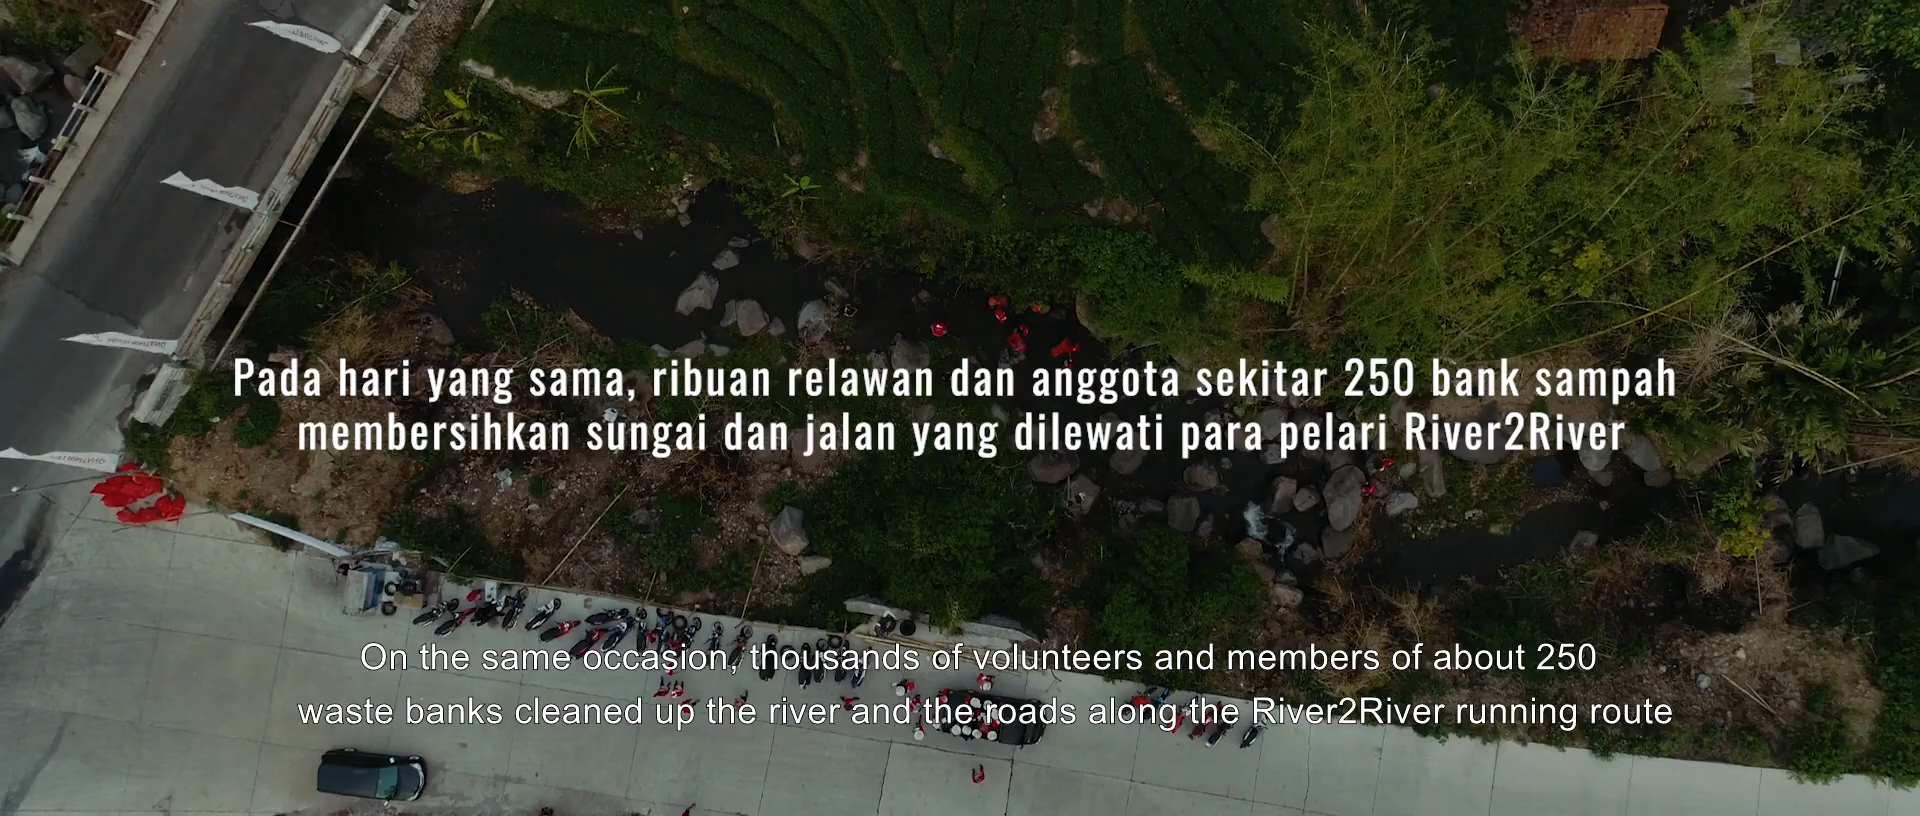 Pada hari yang sama, ribuan relawan dan anggota sekitar 250 bank sampah
membersihkan sungai dan jalan yang dilewati para pelari River2River
On the same occasion, thousands of volunteers and members of about 250
waste banks cleaned up the river and the roads along the River2River running route